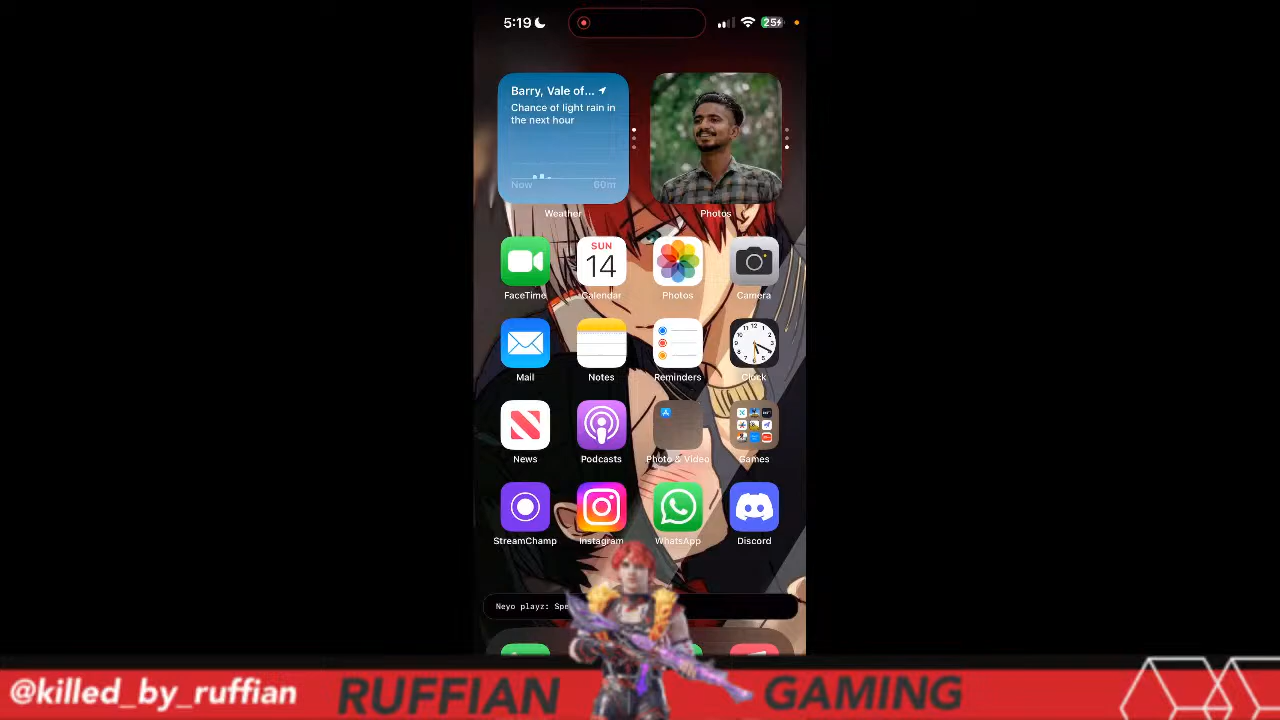 5:19
25
Barry, Vale of...
Chance of light rain in
the next hour
Now 60m
Weather
Photos
SUN
14
FaceTime
Calendar
Photos
Camera
Mail
Notes
Reminders
Clock
News
Podcasts
Photo & Video
Games
StreamChamp
Instagram
WhatsApp
Discord
Neyo playz: Spe
@killed_by_ruffian
RUFFIAN GAMING